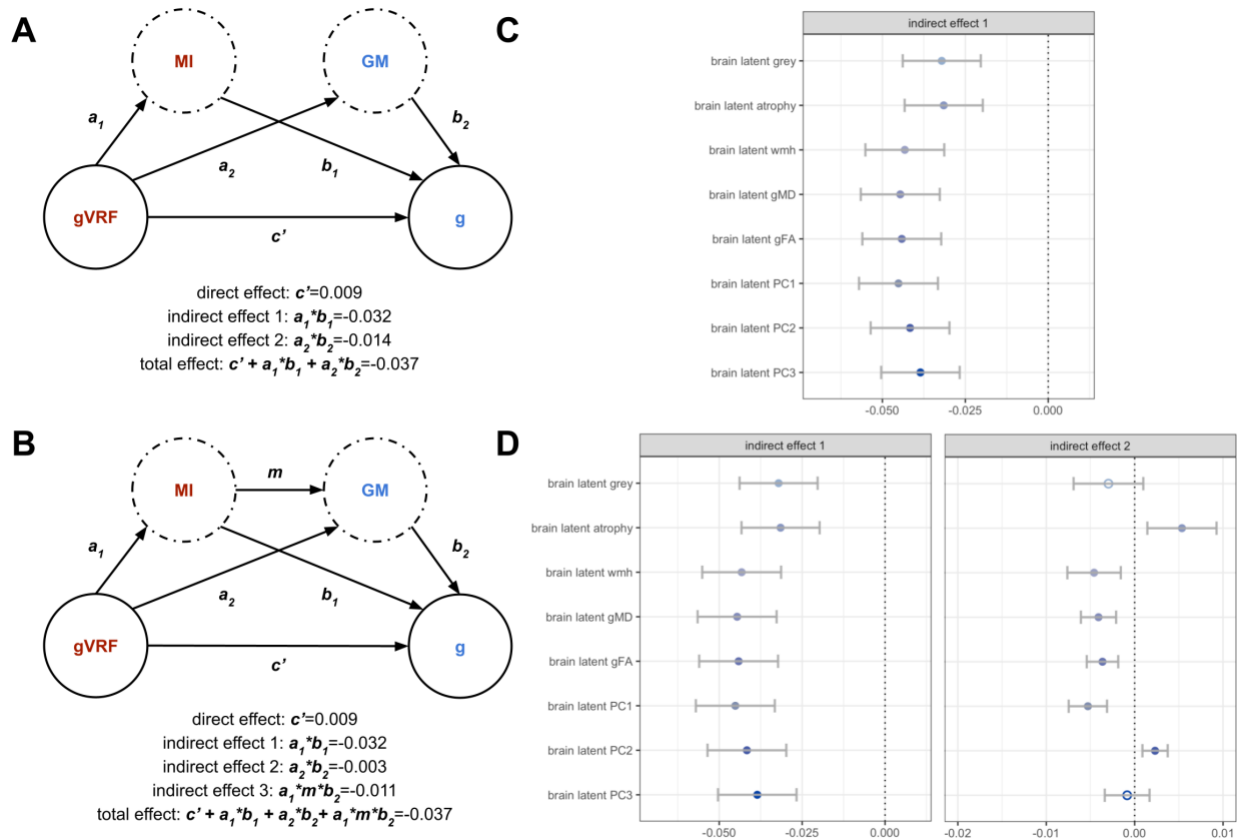 A
MI
GM
a1
a2
b1
b2
gVRF
g
c’
direct effect: c’=0.009
indirect effect 1: a1*b1=-0.032
indirect effect 2: a2*b2=-0.014
total effect: c’ + a1*b1 + a2*b2=-0.037
B
MI
m
GM
a1
a2
b1
b2
gVRF
g
c’
direct effect: c’=0.009
indirect effect 1: a1*b1=-0.032
indirect effect 2: a2*b2=-0.003
indirect effect 3: a1*m*b2=-0.011
total effect: c’ + a1*b1 + a2*b2+ a1*m*b2=-0.037
C
indirect effect 1
brain latent grey
brain latent atrophy
brain latent wmh
brain latent gMD
brain latent gFA
brain latent PC1
brain latent PC2
brain latent PC3
-0.050 -0.025 0.000
D
indirect effect 1
indirect effect 2
brain latent grey
brain latent atrophy
brain latent wmh
brain latent gMD
brain latent gFA
brain latent PC1
brain latent PC2
brain latent PC3
-0.050 -0.025 0.000
-0.02 -0.01 0.00 0.01